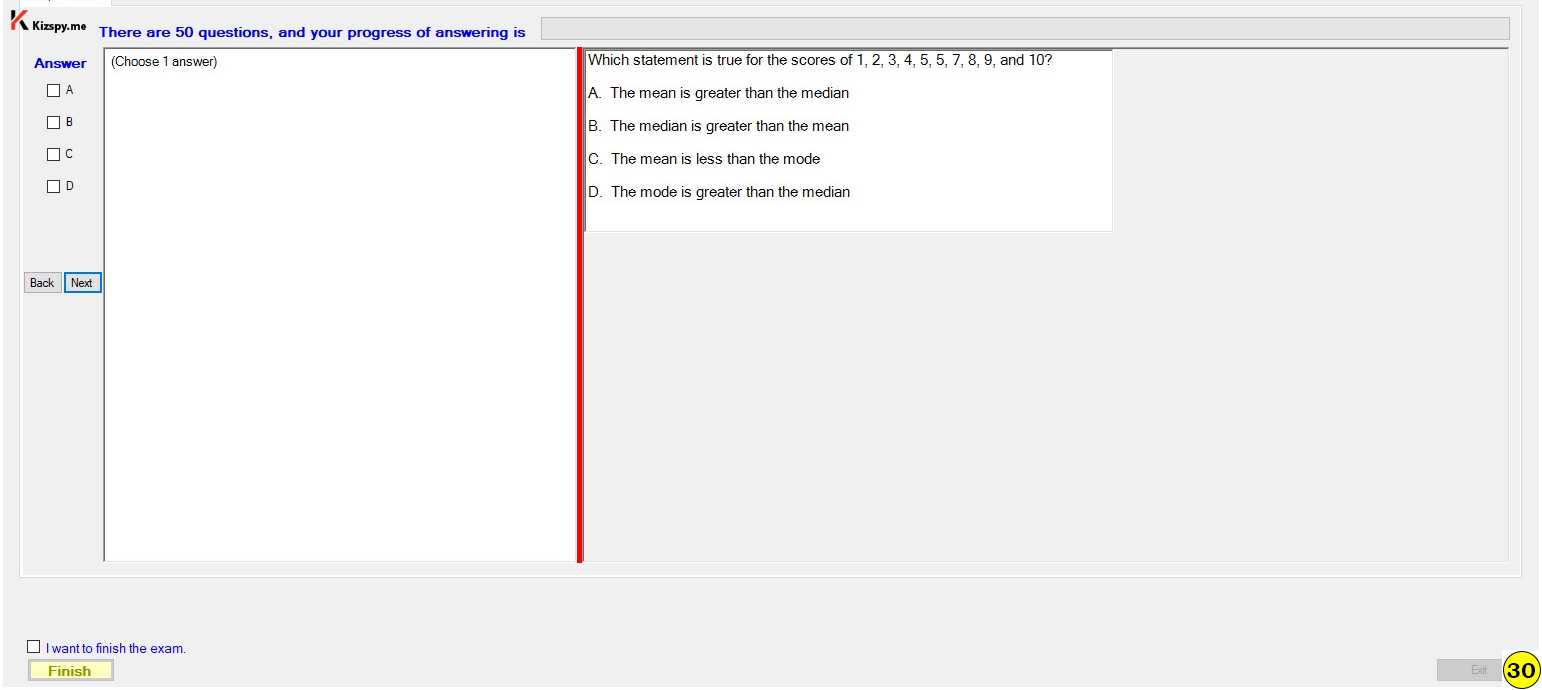 Kizspy.me
There are 50 questions, and your progress of answering is
Answer
(Choose 1 answer)
A
B
C
D
Back Next
Which statement is true for the scores of 1, 2, 3, 4, 5, 5, 7, 8, 9, and 10?
A. The mean is greater than the median
B. The median is greater than the mean
C. The mean is less than the mode
D. The mode is greater than the median
I want to finish the exam.
Finish
Exit
30